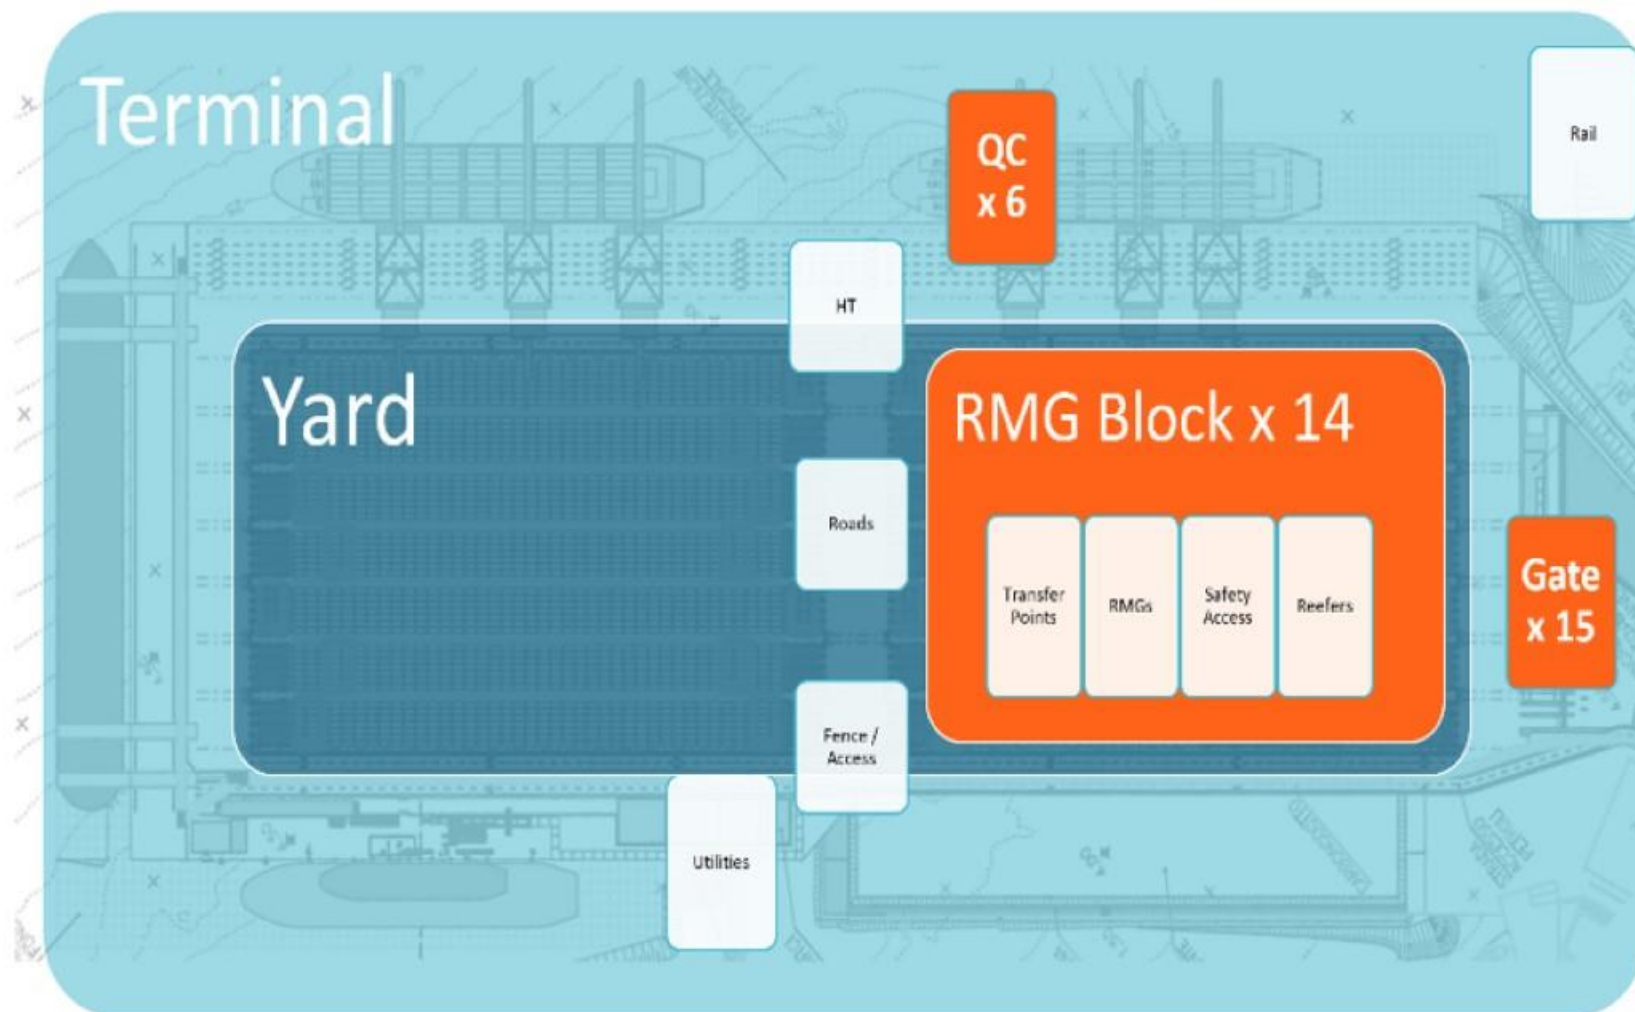 Terminal
QC
x 6
Rail
HT
Yard
RMG Block x 14
Roads
Transfer
Points
RMGs
Safety
Access
Reefers
Gate
x 15
Fence /
Access
Utilities